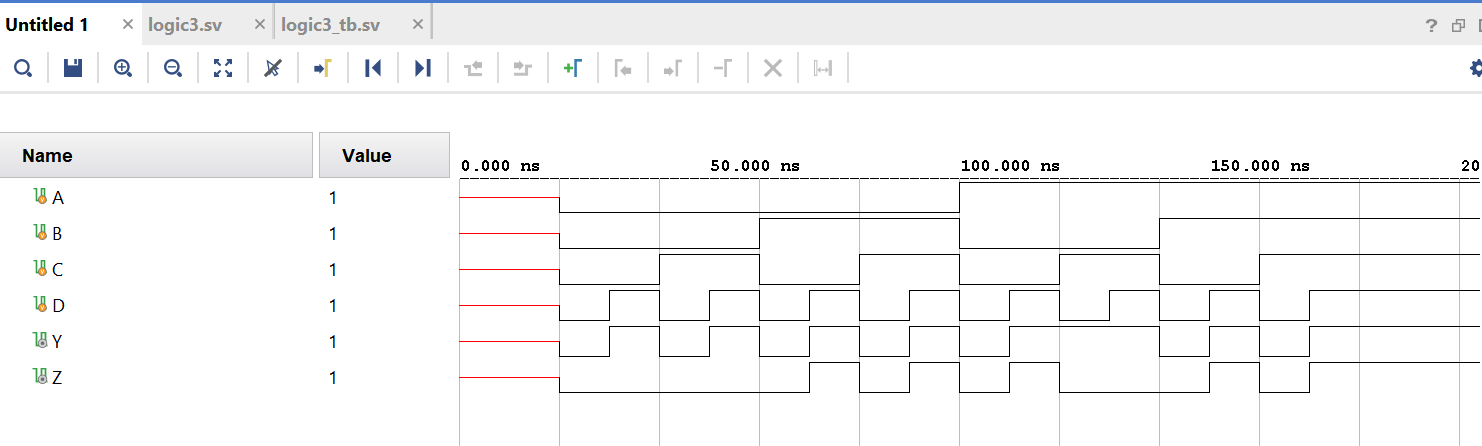 Untitled 1 × logic3.sv × logic3_tb.sv × ?
Name Value
0.000 ns 50.000 ns 100.000 ns 150.000 ns 20
A 1
B 1
C 1
D 1
Y 1
Z 1